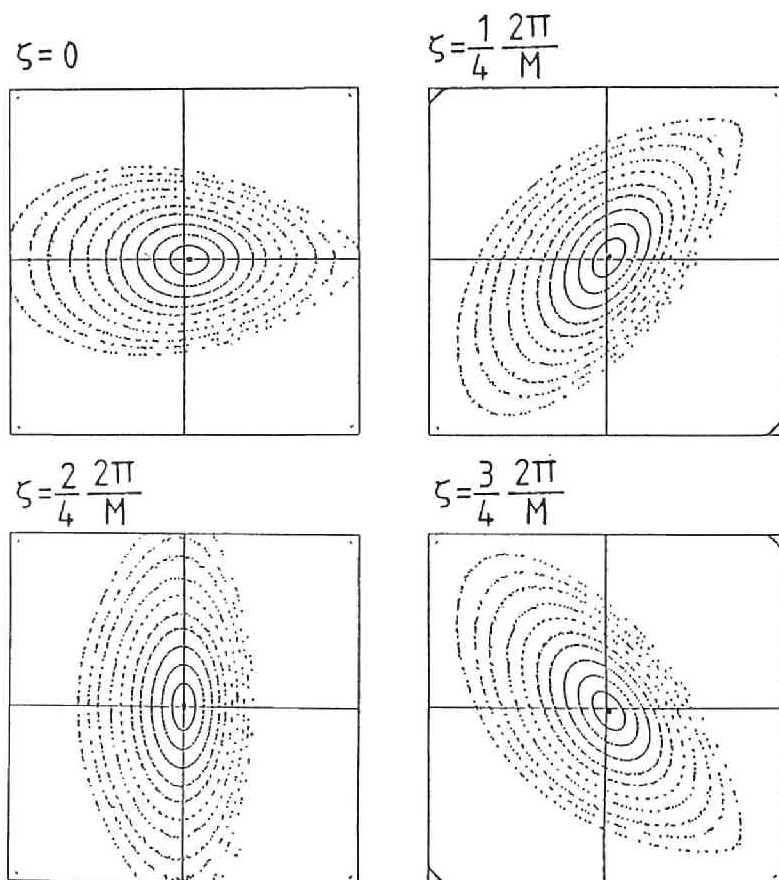 ζ = 0
ζ = 1/4 2π/M
ζ = 2/4 2π/M
ζ = 3/4 2π/M